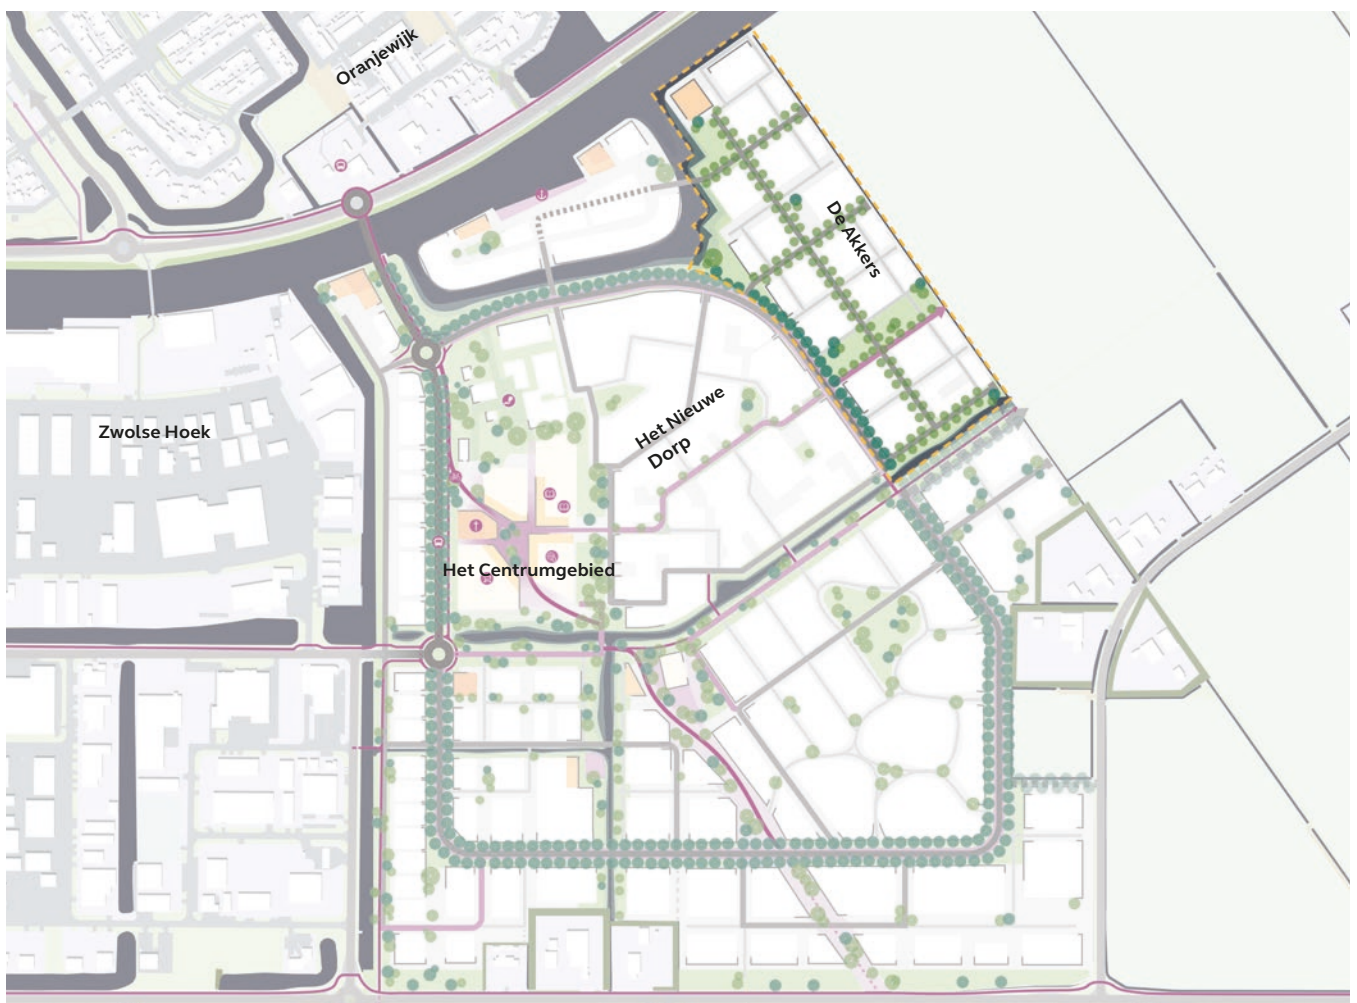 Oranjewijk
De Akkers
Het Nieuwe
Dorp
Zwolse Hoek
Het Centrumgebied